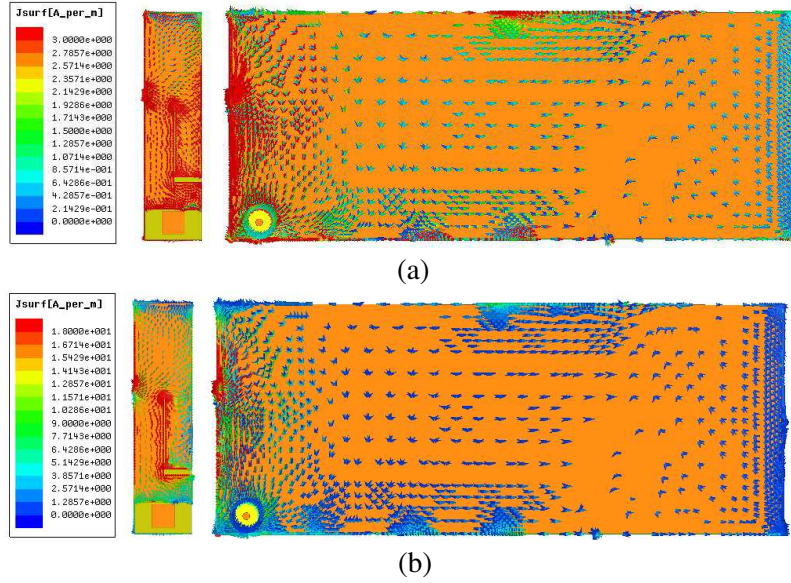 Jsurf[A_per_m]
3.0000e+000
2.7857e+000
2.5714e+000
2.3571e+000
2.1429e+000
1.9286e+000
1.7143e+000
1.5000e+000
1.2857e+000
1.0714e+000
8.5714e-001
6.4286e-001
4.2857e-001
2.1429e-001
0.0000e+000
(a)
Jsurf[A_per_m]
1.8000e+001
1.6714e+001
1.5429e+001
1.4143e+001
1.2857e+001
1.1571e+001
1.0286e+001
9.0000e+000
7.7143e+000
6.4286e+000
5.1429e+000
3.8571e+000
2.5714e+000
1.2857e+000
0.0000e+000
(b)